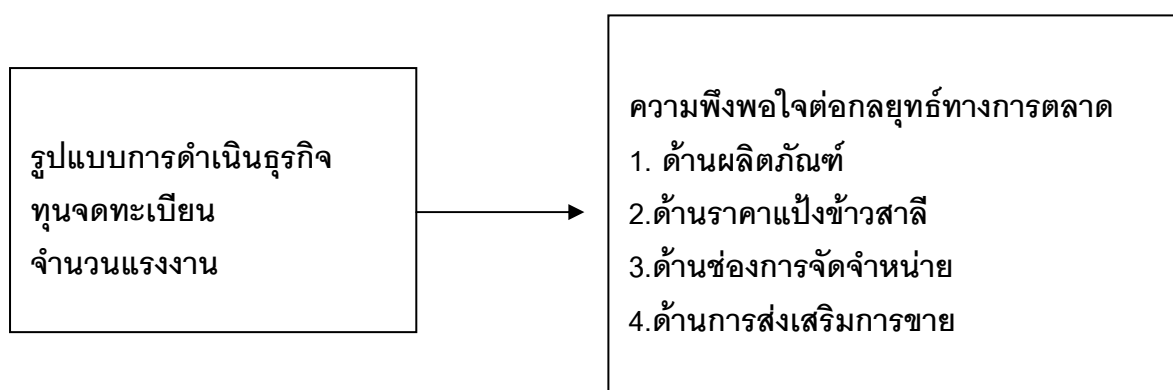 รูปแบบการดำเนินธุรกิจ
ทุนจดทะเบียน
จำนวนแรงงาน
ความพึงพอใจต่อกลยุทธ์ทางการตลาด
1. ด้านผลิตภัณฑ์
2.ด้านราคาแป้งข้าวสาลี
3.ด้านช่องการจัดจำหน่าย
4.ด้านการส่งเสริมการขาย